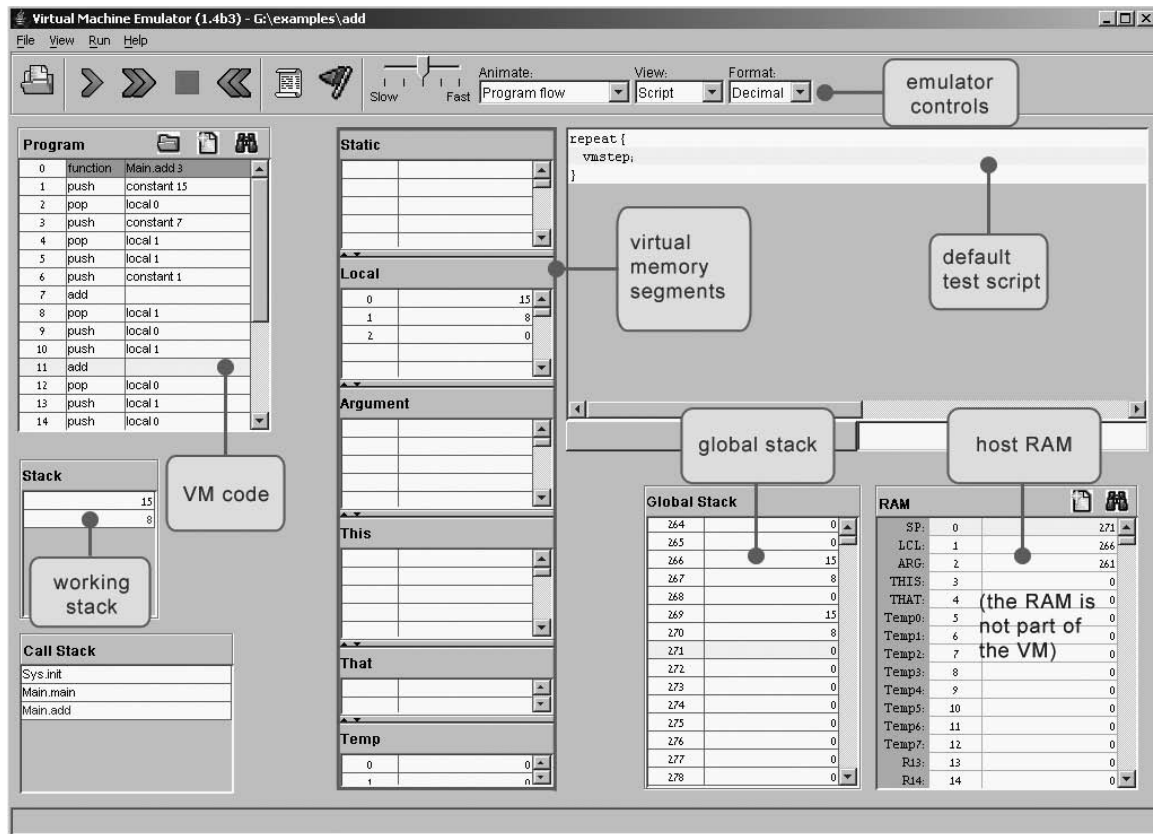 Virtual Machine Emulator (1.4b3) - G:\examples\add
File View Run Help
Slow Fast
Animate:
Program flow
View:
Script
Format:
Decimal
emulator
controls
Program
0 function Main.add 3
1 push constant 15
2 pop local 0
3 push constant 7
4 pop local 1
5 push local 1
6 push constant 1
7 add
8 pop local 1
9 push local 0
10 push local 1
11 add
12 pop local 0
13 push local 1
14 push local 0
VM code
Stack
15
8
working
stack
Call Stack
Sys.init
Main.main
Main.add
Static
Local
0 15
1 8
2 0
Argument
This
That
Temp
0 0
1 0
virtual
memory
segments
repeat {
vmstep;
}
default
test script
global stack
Global Stack
264 0
265 0
266 15
267 8
268 0
269 15
270 8
271 0
272 0
273 0
274 0
275 0
276 0
277 0
278 0
host RAM
RAM
SP: 0 271
LCL: 1 266
ARG: 2 261
THIS: 3 0
THAT: 4 0
Temp0: 5 0
Temp1: 6 0
Temp2: 7 0
Temp3: 8 0
Temp4: 9 0
Temp5: 10 0
Temp6: 11 0
Temp7: 12 0
R13: 13 0
R14: 14 0
(the RAM is
not part of
the VM)